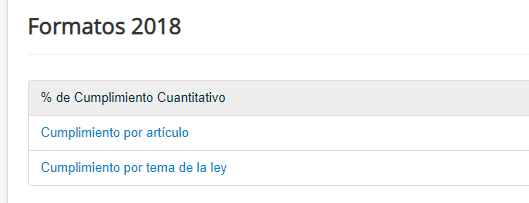 Formatos 2018
% de Cumplimiento Cuantitativo
Cumplimiento por artículo
Cumplimiento por tema de la ley